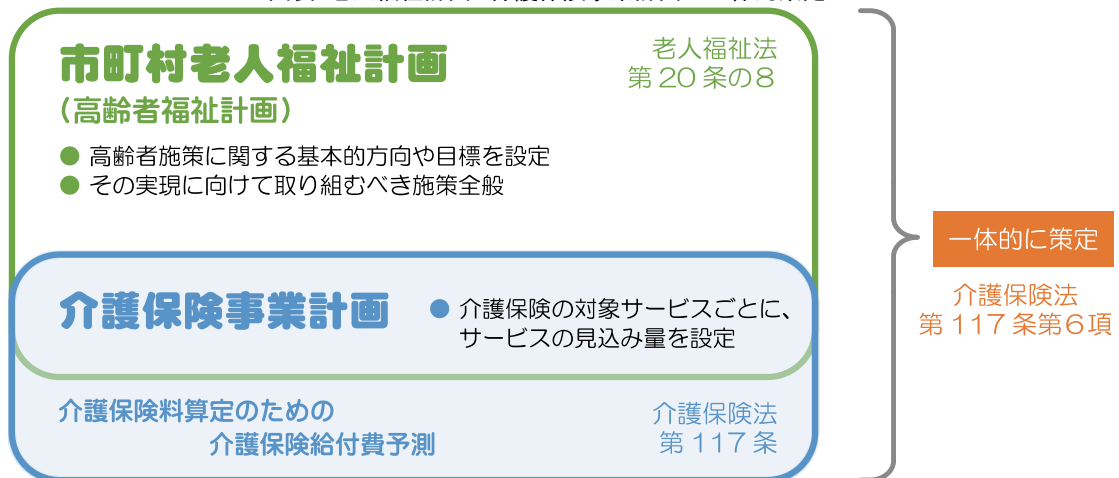 市町村老人福祉計画
(高齢者福祉計画)
老人福祉法
第20条の8
● 高齢者施策に関する基本的方向や目標を設定
● その実現に向けて取り組むべき施策全般
介護保険事業計画
● 介護保険の対象サービスごとに、
サービスの見込み量を設定
介護保険料算定のための
介護保険給付費予測
介護保険法
第117条
一体的に策定
介護保険法
第117条第6項